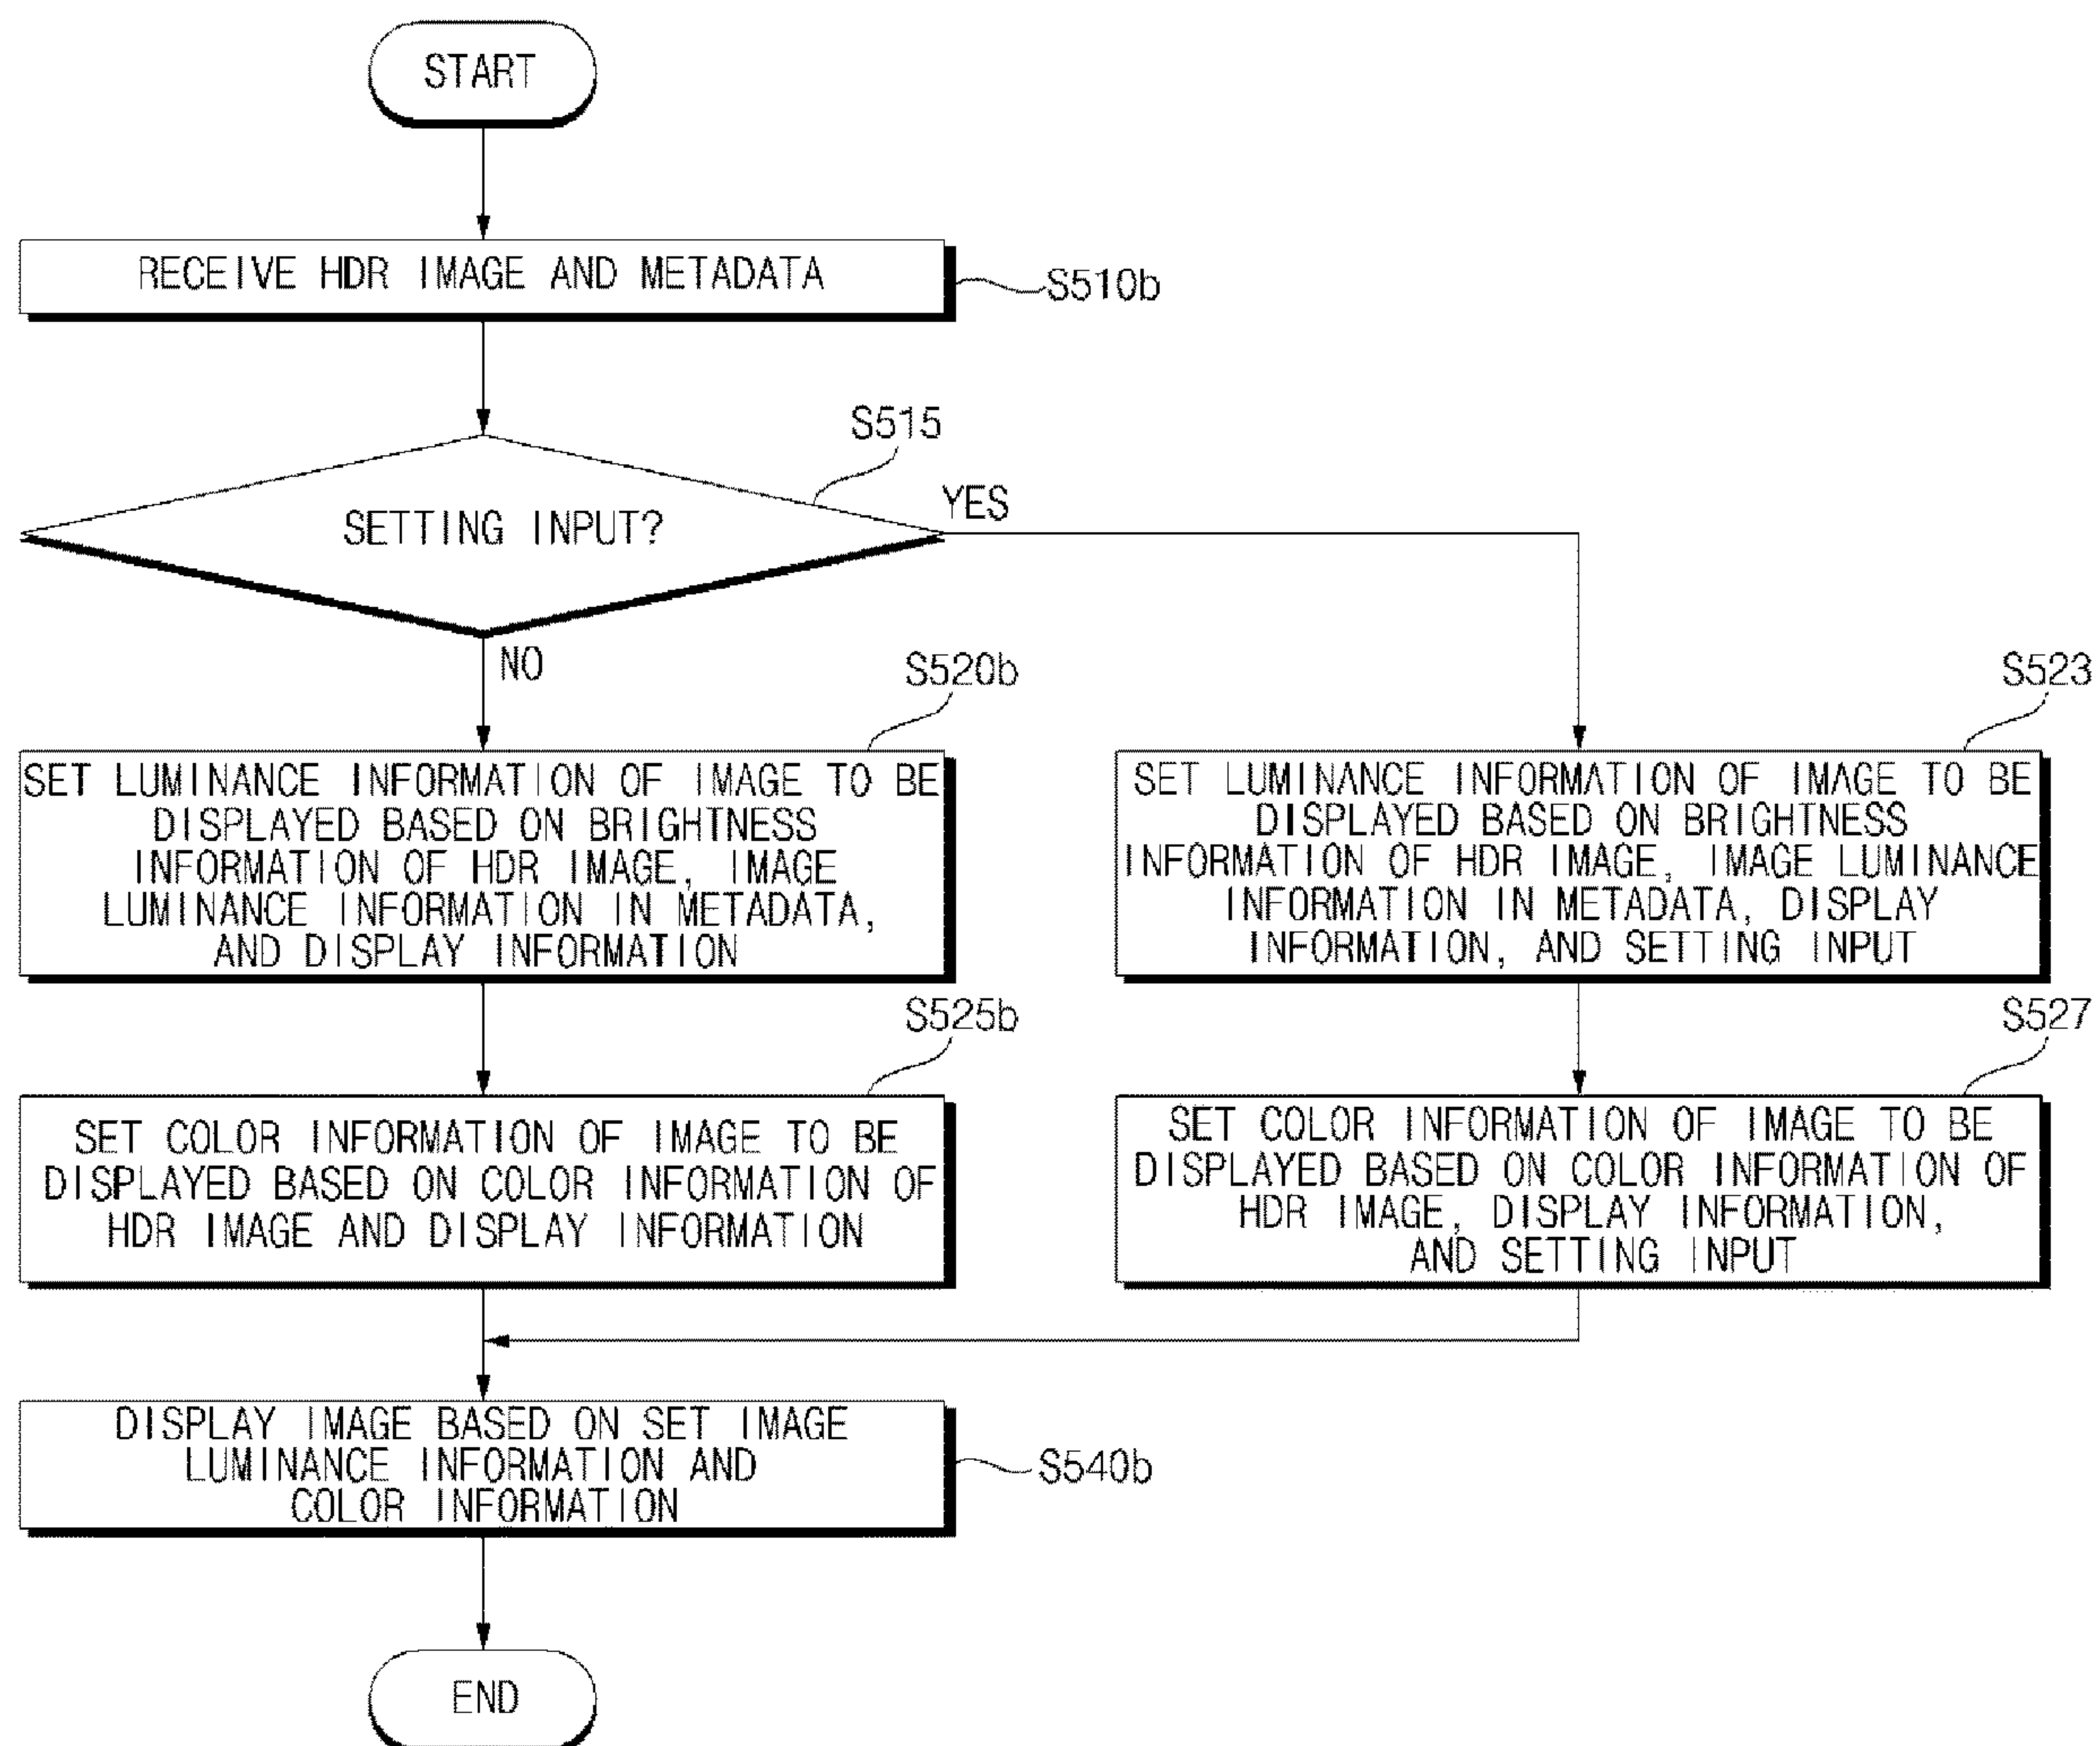 START
RECEIVE HDR IMAGE AND METADATA
S510b
S515
SETTING INPUT?
YES
NO
S520b
SET LUMINANCE INFORMATION OF IMAGE TO BE
DISPLAYED BASED ON BRIGHTNESS
INFORMATION OF HDR IMAGE, IMAGE
LUMINANCE INFORMATION IN METADATA,
AND DISPLAY INFORMATION
S523
SET LUMINANCE INFORMATION OF IMAGE TO BE
DISPLAYED BASED ON BRIGHTNESS
INFORMATION OF HDR IMAGE, IMAGE LUMINANCE
INFORMATION IN METADATA, DISPLAY
INFORMATION, AND SETTING INPUT
S525b
SET COLOR INFORMATION OF IMAGE TO BE
DISPLAYED BASED ON COLOR INFORMATION OF
HDR IMAGE AND DISPLAY INFORMATION
S527
SET COLOR INFORMATION OF IMAGE TO BE
DISPLAYED BASED ON COLOR INFORMATION OF
HDR IMAGE, DISPLAY INFORMATION,
AND SETTING INPUT
DISPLAY IMAGE BASED ON SET IMAGE
LUMINANCE INFORMATION AND
COLOR INFORMATION
S540b
END